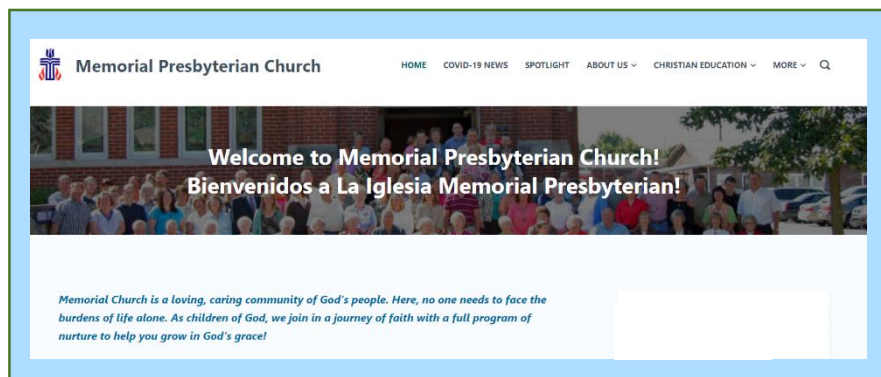 Memorial Presbyterian Church
HOME COVID-19 NEWS SPOTLIGHT ABOUT US CHRISTIAN EDUCATION MORE
Welcome to Memorial Presbyterian Church!
Bienvenidos a La Iglesia Memorial Presbyterian!
Memorial Church is a loving, caring community of God's people. Here, no one needs to face the
burdens of life alone. As children of God, we join in a journey of faith with a full program of
nurture to help you grow in God's grace!